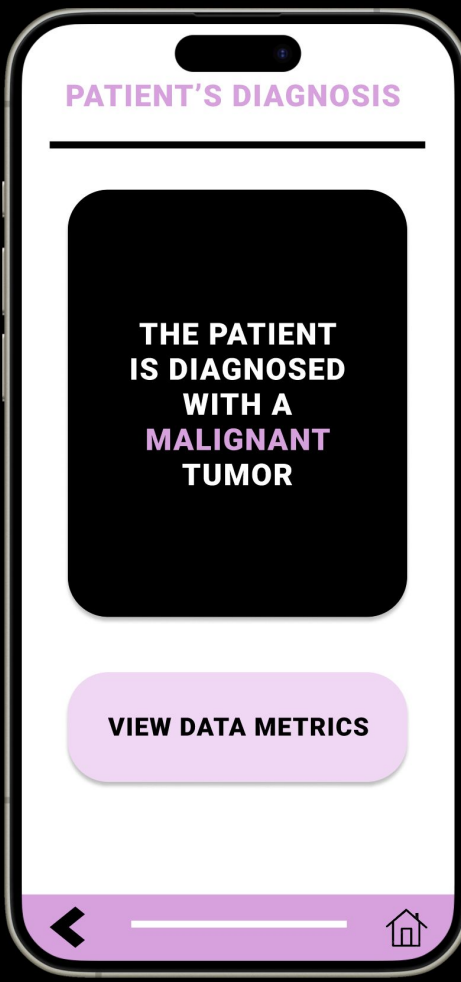 PATIENT’S DIAGNOSIS
THE PATIENT
IS DIAGNOSED
WITH A
MALIGNANT
TUMOR
VIEW DATA METRICS